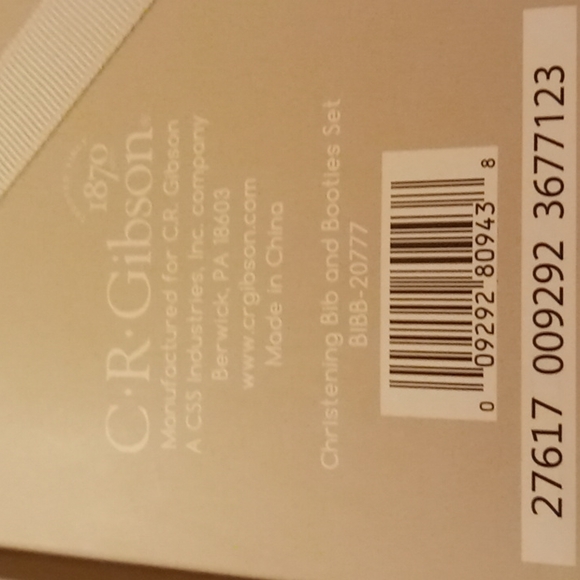 1870
C·R·Gibson
Manufactured for C.R. Gibson
A CSS Industries, Inc. company
Berwick, PA 18603
www.crgibson.com
Made in China
Christening Bib and Booties Set
BIBB-20777
0 09292 80943 8
27617 009292 3677123